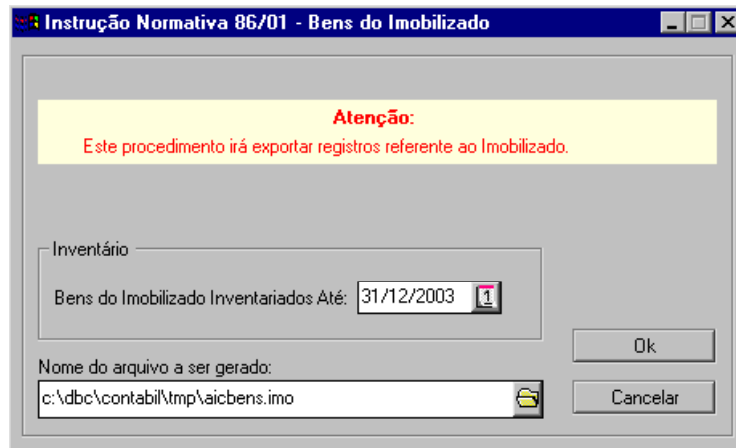 Instrução Normativa 86/01 - Bens do Imobilizado
Atenção:
Este procedimento irá exportar registros referente ao Imobilizado.
Inventário
Bens do Imobilizado Inventariados Até: 31/12/2003 1
Ok
Nome do arquivo a ser gerado:
c:\dbc\contabil\tmp\aicbens.imo
Cancelar